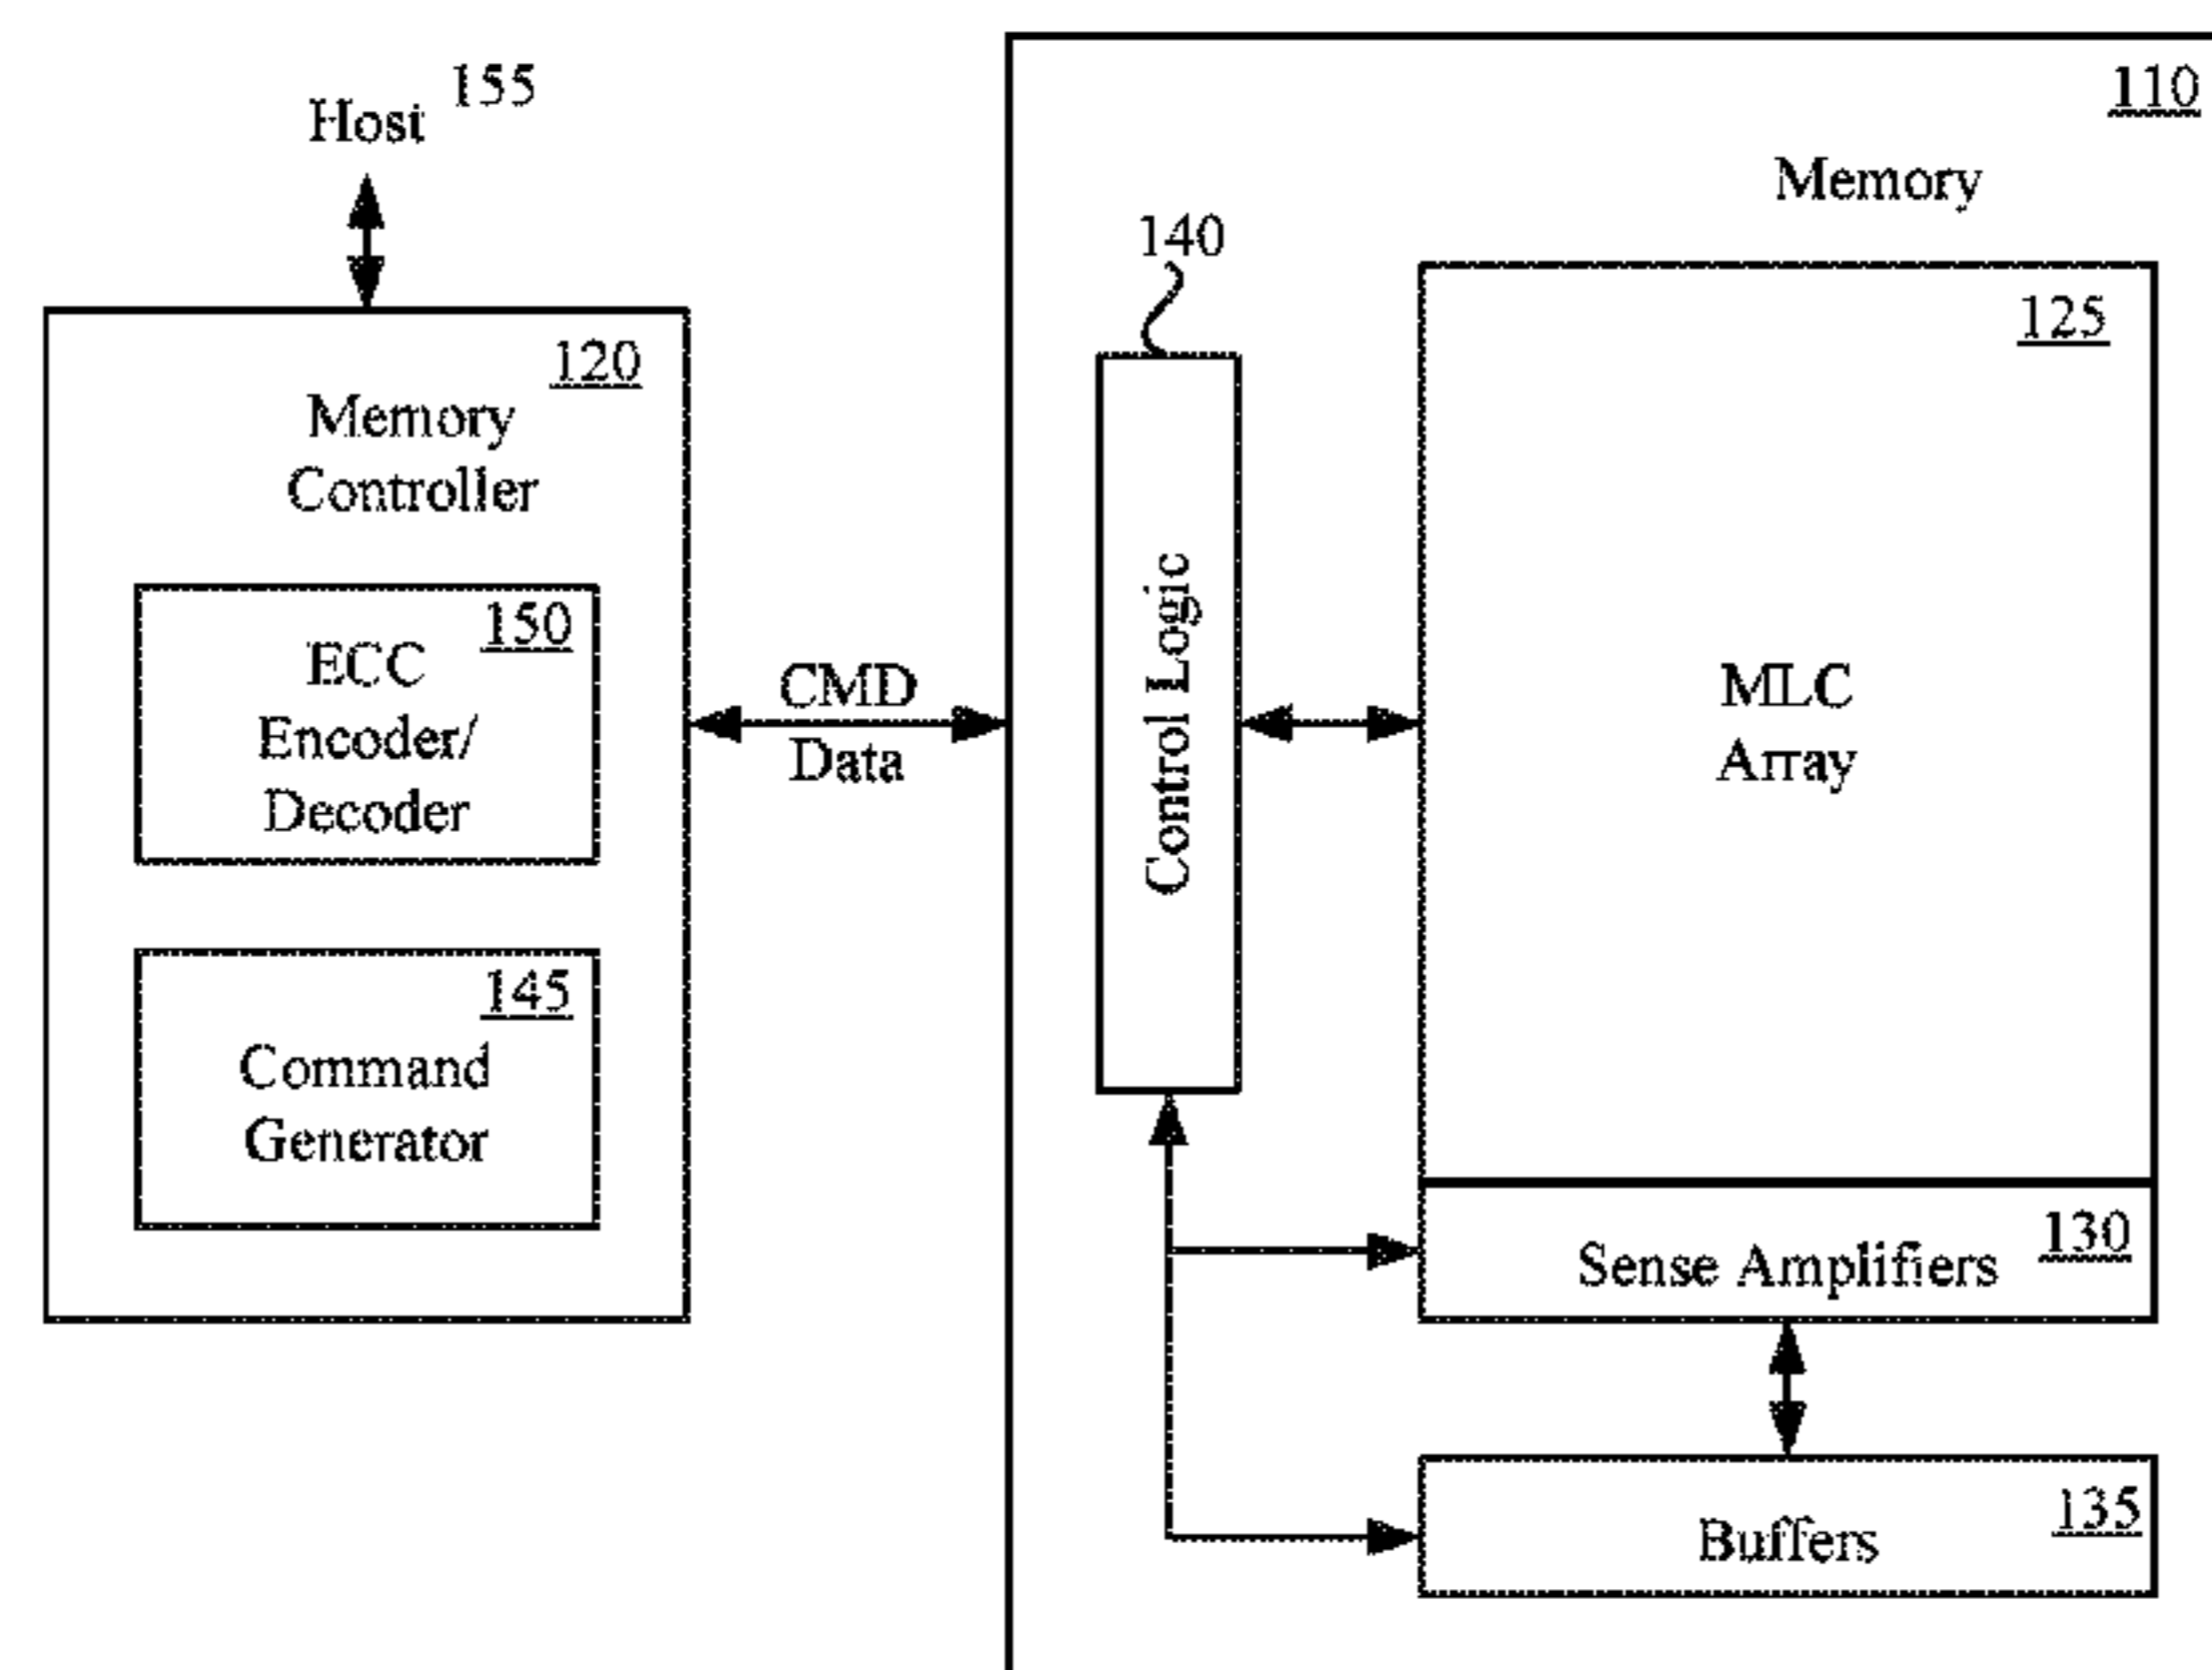 Host 155
120
Memory
Controller
150
ECC
Encoder/
Decoder
145
Command
Generator
CMD
Data
110
Memory
140
Control Logic
125
MLC
Array
130
Sense Amplifiers
135
Buffers